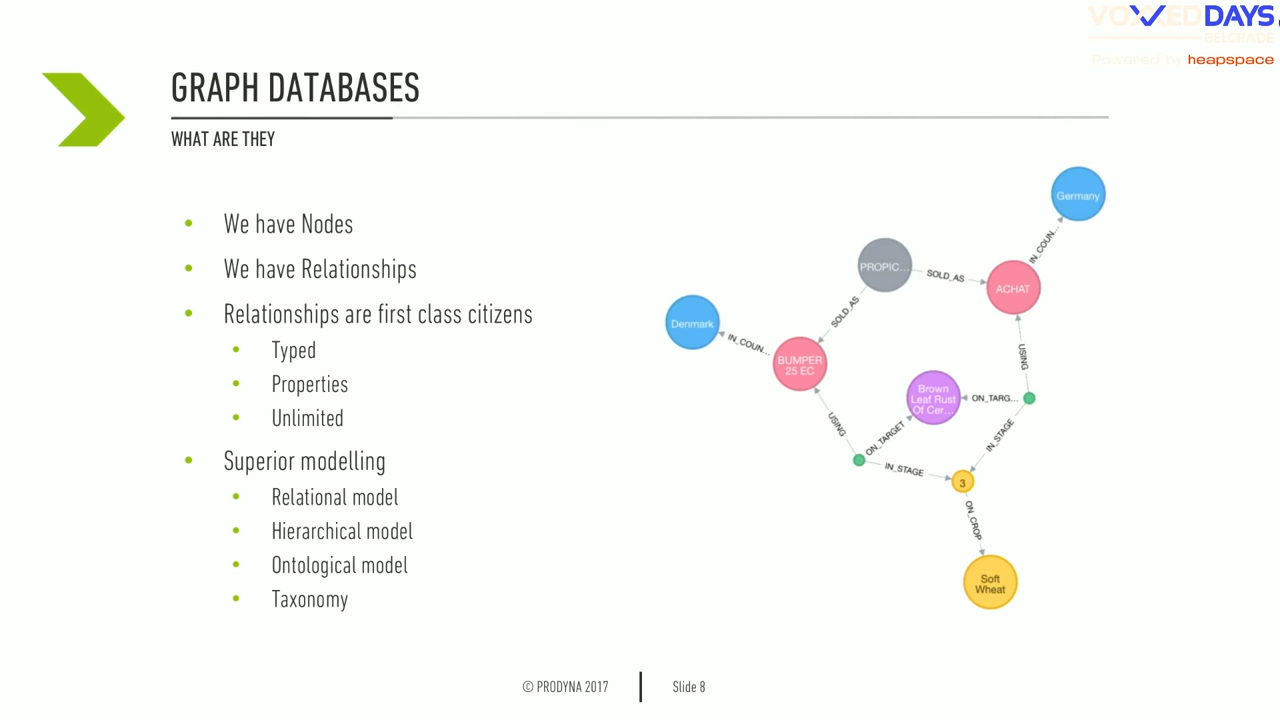 VOXXEDDAYS
BELGRADE
Powered by heapspace
GRAPH DATABASES
WHAT ARE THEY
• We have Nodes
• We have Relationships
• Relationships are first class citizens
• Typed
• Properties
• Unlimited
• Superior modelling
• Relational model
• Hierarchical model
• Ontological model
• Taxonomy
Germany
IN_COUN...
PROPIC...
SOLD_AS
ACHAT
SOLD_AS
Denmark
IN_COUN...
BUMPER
25 EC
USING
Brown
Leaf Rust
Of Cer...
ON_TARG...
USING
ON_TARGET
IN_STAGE
IN_STAGE
3
ON_CROP
Soft
Wheat
© PRODYNA 2017
Slide 8